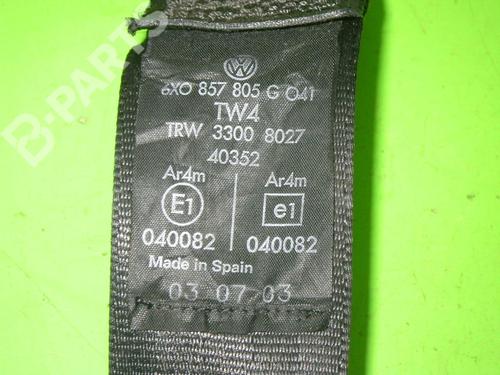 B-PARTS
VW
6X0 857 805 G 041
TW4
TRW 3300 8027
40352
Ar4m Ar4m
E1 e1
040082 040082
Made in Spain
03 07 03